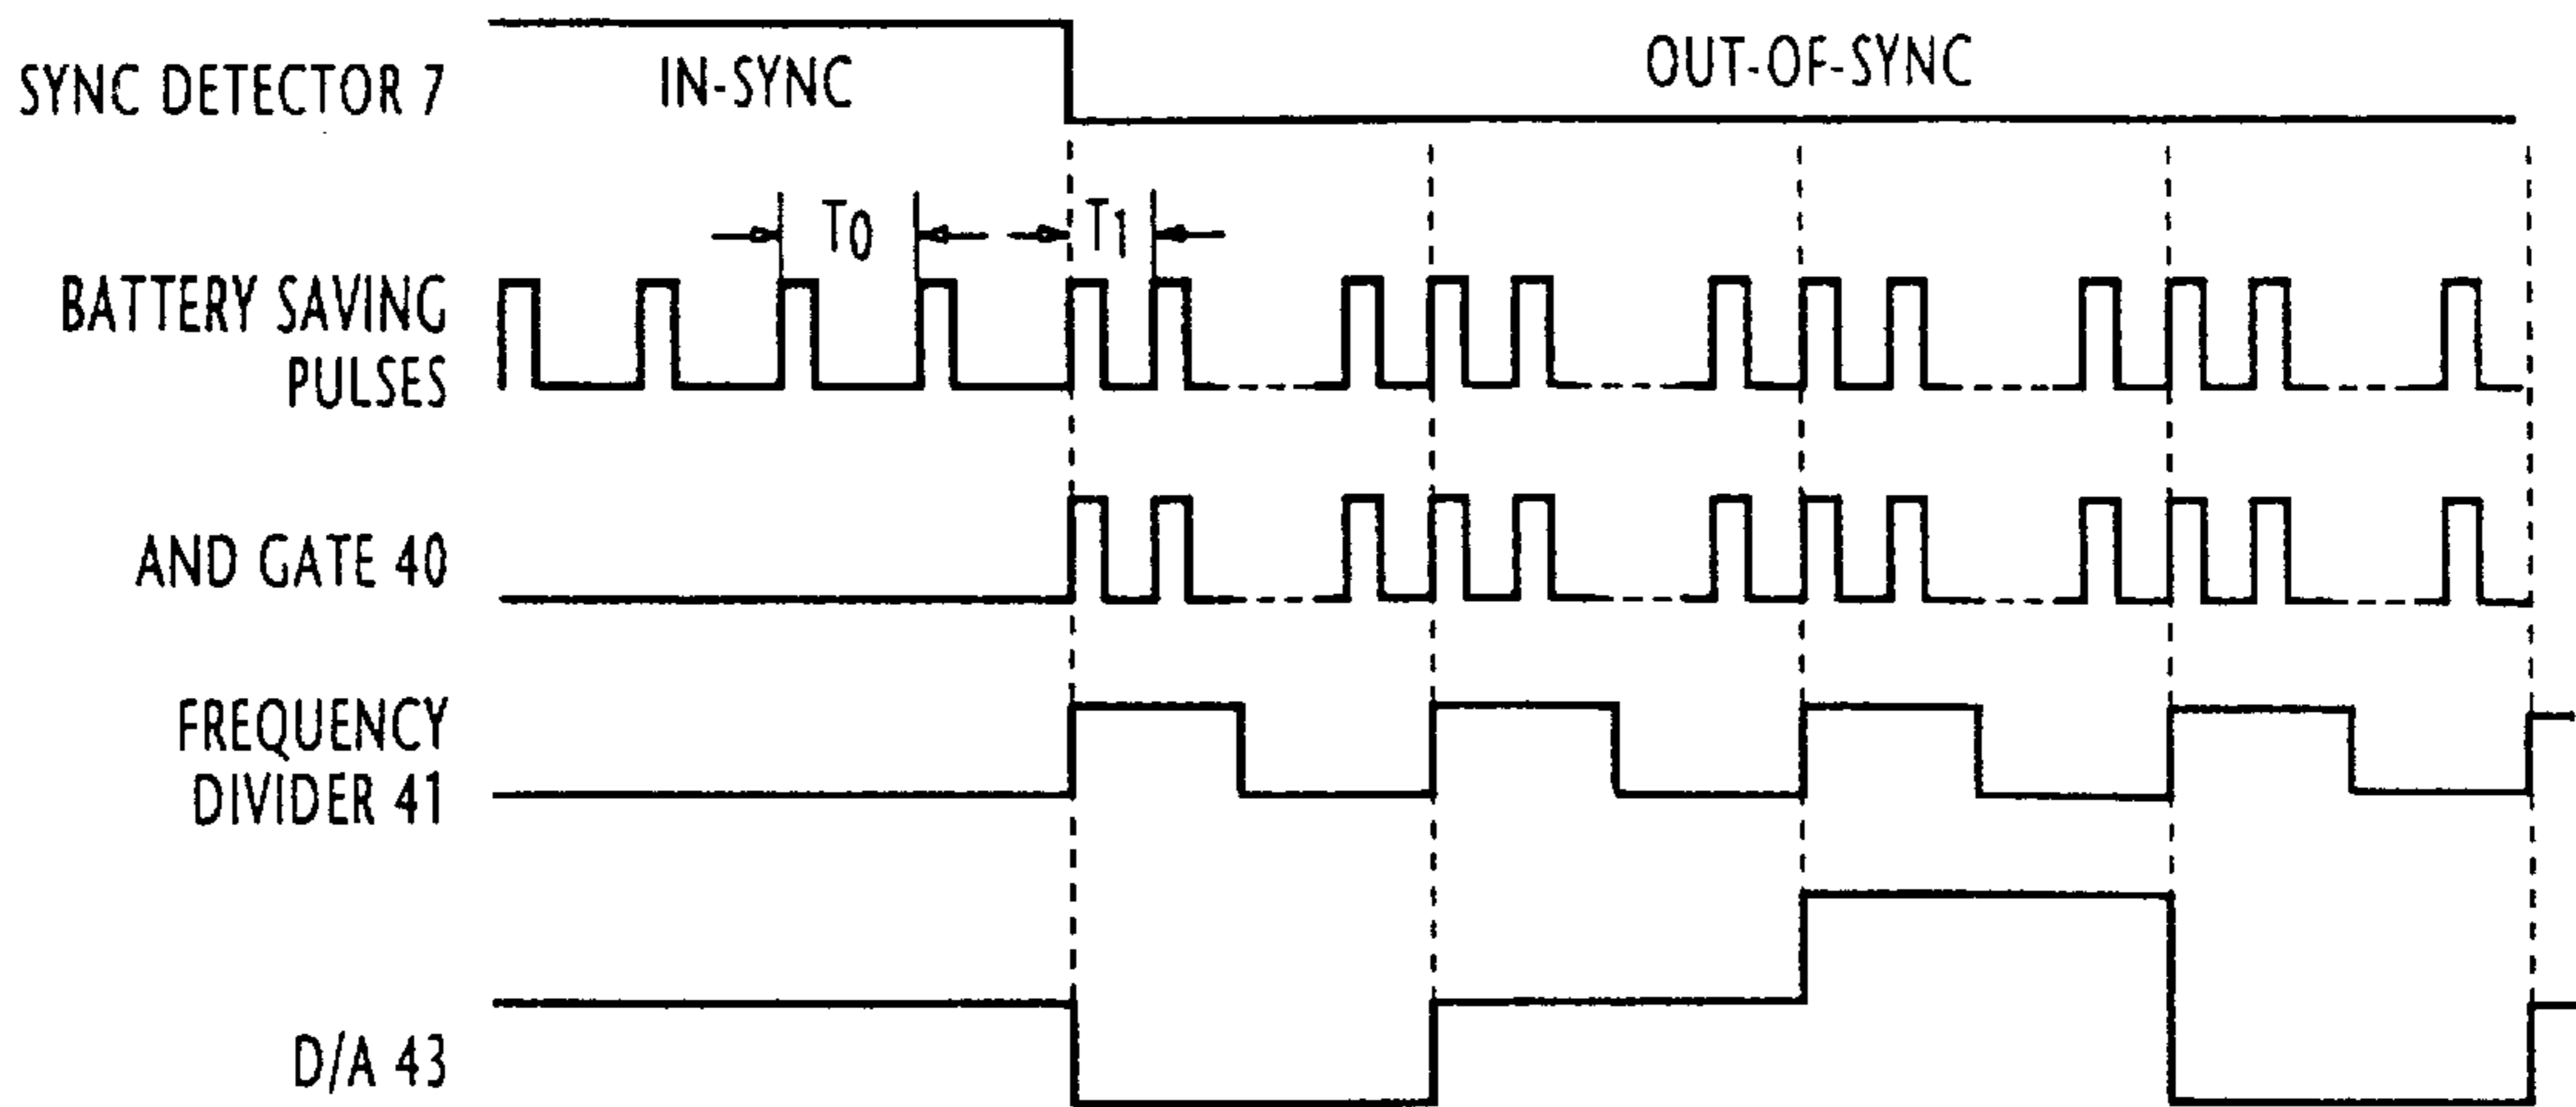 SYNC DETECTOR 7
IN-SYNC
OUT-OF-SYNC
T0
T1
BATTERY SAVING
PULSES
AND GATE 40
FREQUENCY
DIVIDER 41
D/A 43